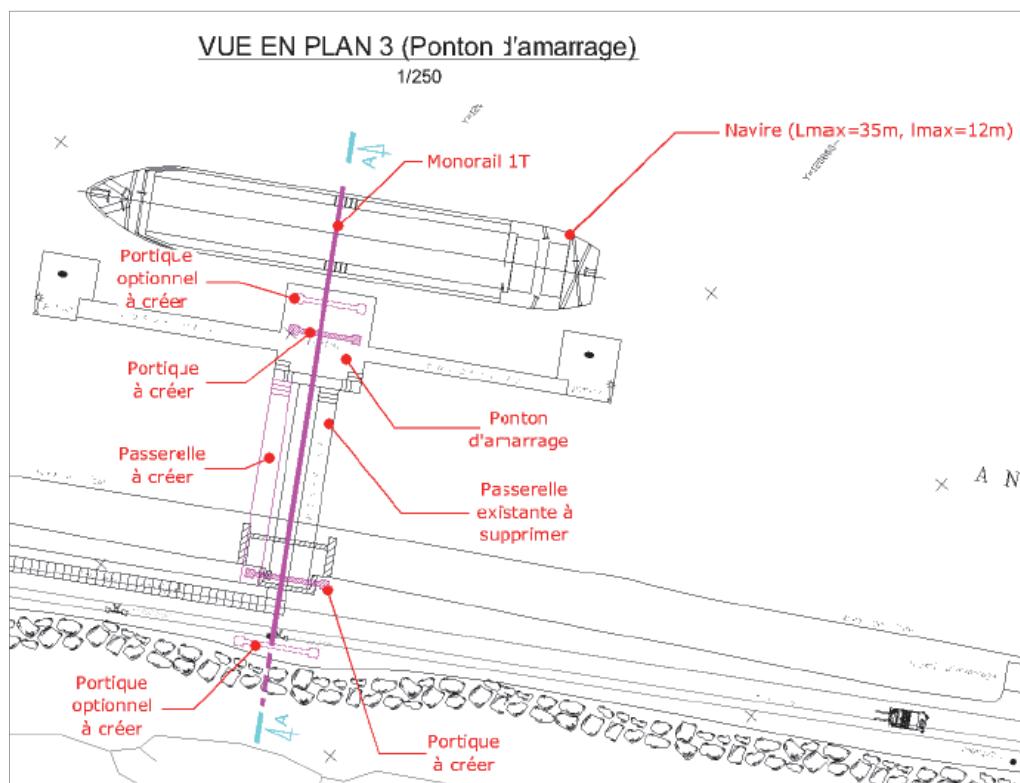 VUE EN PLAN 3 (Ponton d'amarrage)
1/250
Navire (Lmax=35m, lmax=12m)
Monorail 1T
A
Portique
optionnel
à créer
Portique
à créer
Ponton
d'amarrage
Passerelle
à créer
Passerelle
existante à
supprimer
A N
Portique
optionnel
à créer
A
Portique
à créer